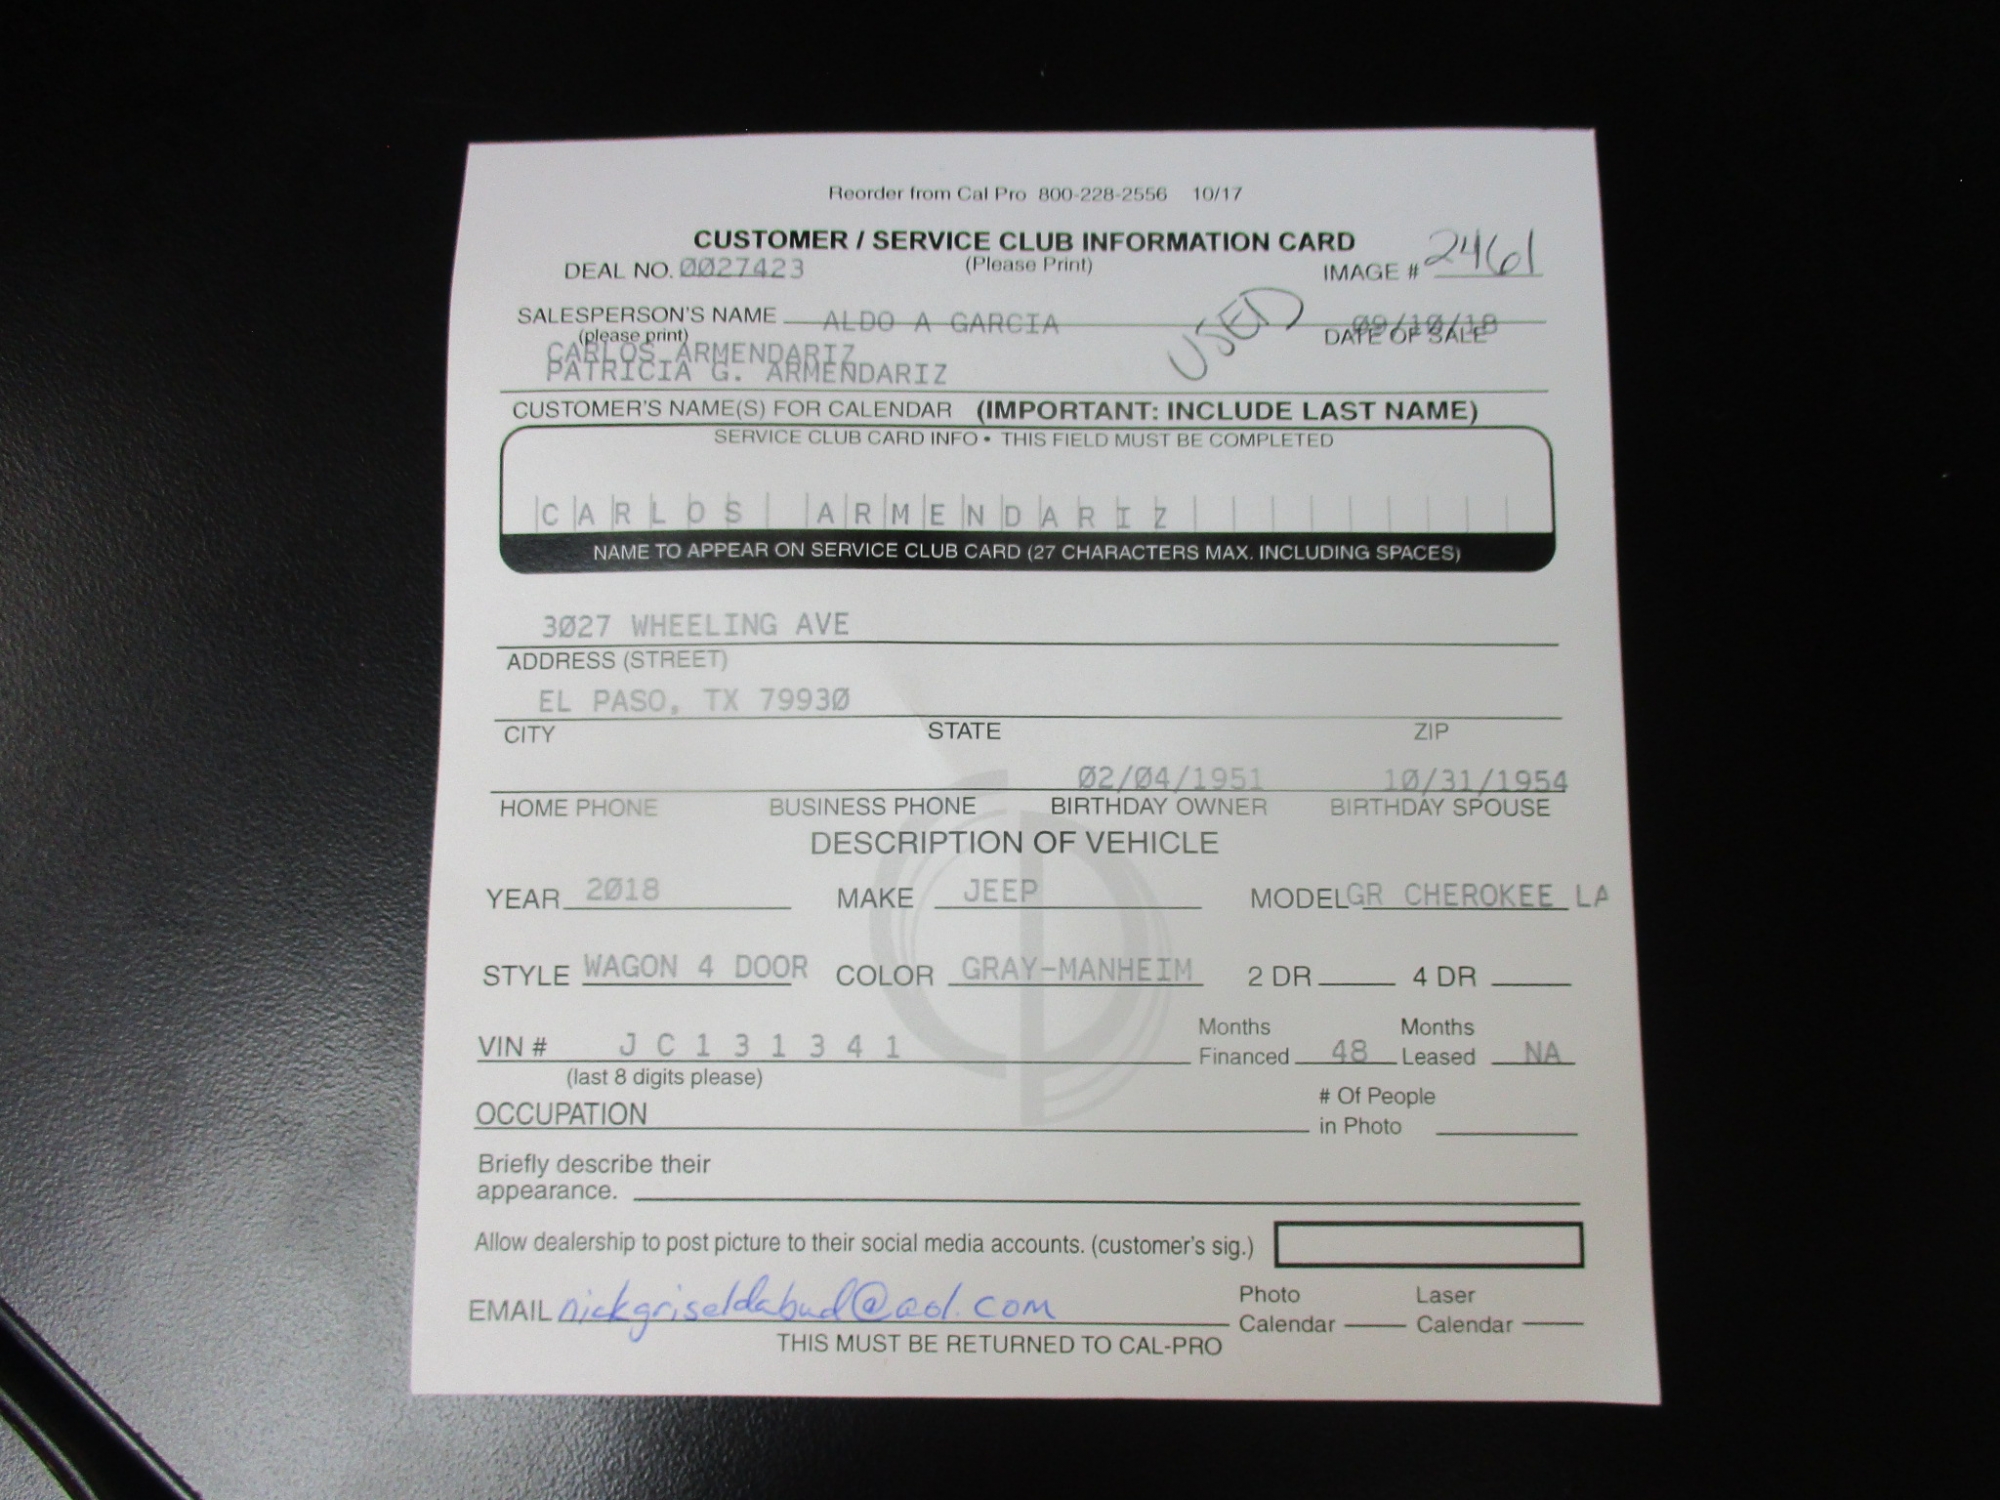 Reorder from Cal Pro 800-228-2556 10/17
CUSTOMER / SERVICE CLUB INFORMATION CARD
DEAL NO. 0027423 (Please Print) IMAGE # 2461
SALESPERSON'S NAME ALDO A GARCIA USED 09/10/18
(please print) DATE OF SALE
CARLOS ARMENDARIZ
PATRICIA G. ARMENDARIZ
CUSTOMER'S NAME(S) FOR CALENDAR (IMPORTANT: INCLUDE LAST NAME)
SERVICE CLUB CARD INFO • THIS FIELD MUST BE COMPLETED
CARLOS ARMENDARIZ
NAME TO APPEAR ON SERVICE CLUB CARD (27 CHARACTERS MAX. INCLUDING SPACES)
3027 WHEELING AVE
ADDRESS (STREET)
EL PASO, TX 79930
CITY STATE ZIP
02/04/1951 10/31/1954
HOME PHONE BUSINESS PHONE BIRTHDAY OWNER BIRTHDAY SPOUSE
DESCRIPTION OF VEHICLE
YEAR 2018 MAKE JEEP MODEL GR CHEROKEE LA
STYLE WAGON 4 DOOR COLOR GRAY-MANHEIM 2 DR 4 DR
Months Months
VIN # J C 1 3 1 3 4 1 Financed 48 Leased NA
(last 8 digits please)
# Of People
OCCUPATION in Photo
Briefly describe their
appearance.
Allow dealership to post picture to their social media accounts. (customer's sig.)
Photo Laser
EMAIL nickgriseldabud@aol.com Calendar Calendar
THIS MUST BE RETURNED TO CAL-PRO